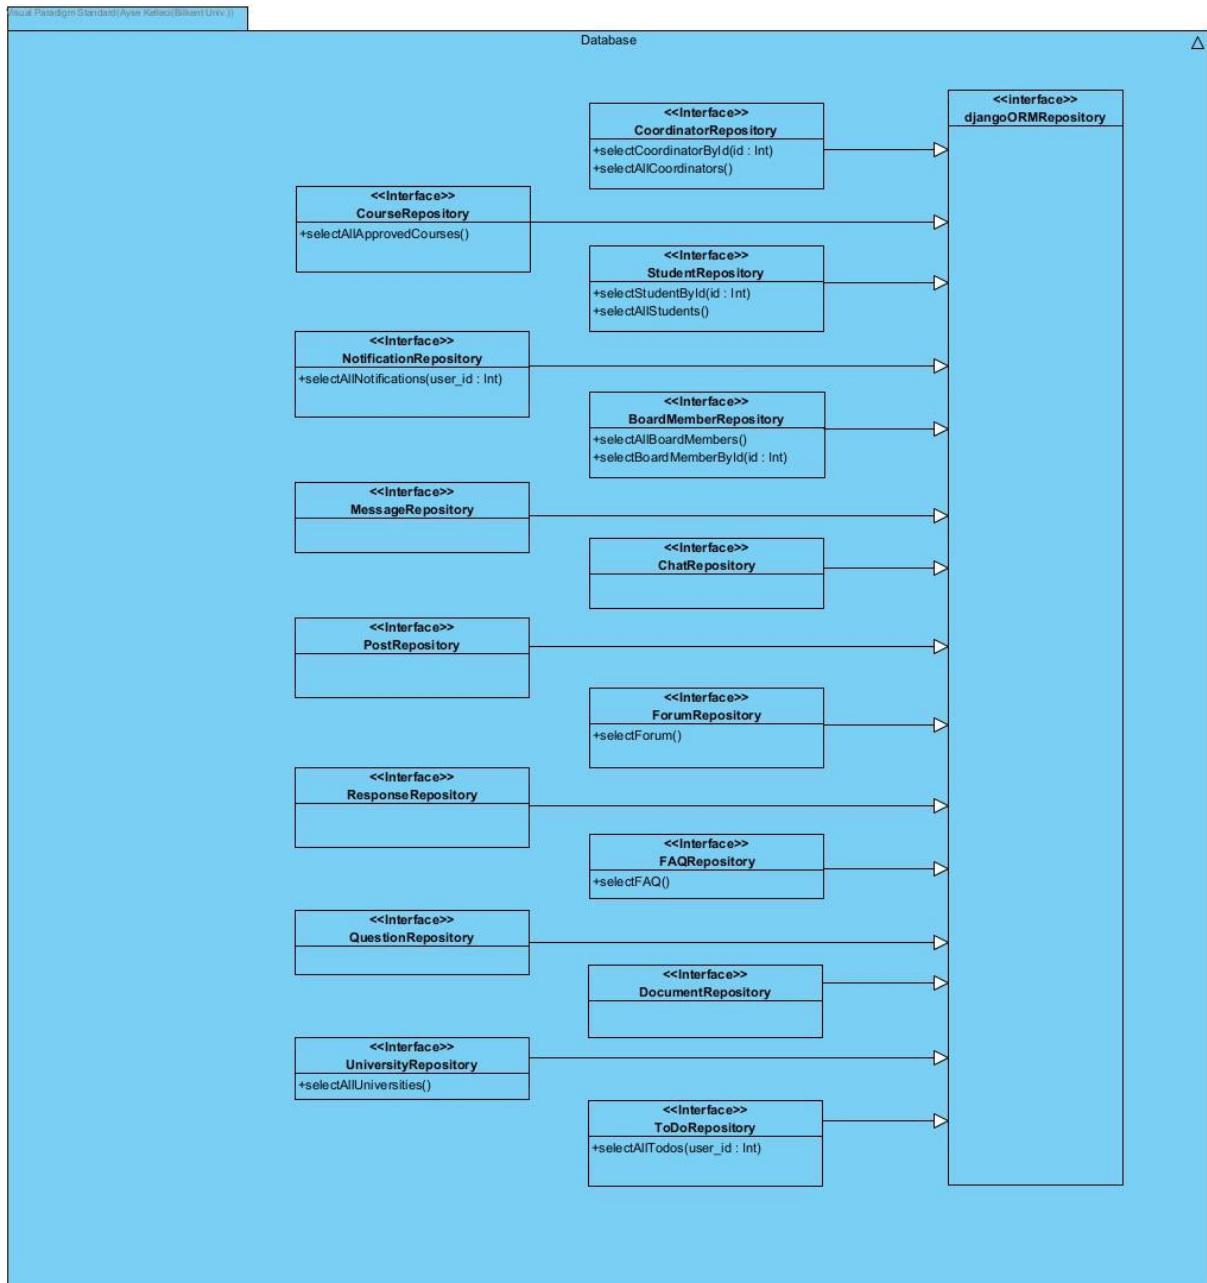 Visual Paradigm Standard(Ayse Kelleci(Bilkent Univ.))
Database
<<Interface>>
CoordinatorRepository
+selectCoordinatorById(id : Int)
+selectAllCoordinators()
<<interface>>
djangoORMRepository
<<Interface>>
CourseRepository
+selectAllApprovedCourses()
<<Interface>>
StudentRepository
+selectStudentById(id : Int)
+selectAllStudents()
<<Interface>>
NotificationRepository
+selectAllNotifications(user_id : Int)
<<Interface>>
BoardMemberRepository
+selectAllBoardMembers()
+selectBoardMemberById(id : Int)
<<Interface>>
MessageRepository
<<Interface>>
ChatRepository
<<Interface>>
PostRepository
<<Interface>>
ForumRepository
+selectForum()
<<Interface>>
ResponseRepository
<<Interface>>
FAQRepository
+selectFAQ()
<<Interface>>
QuestionRepository
<<Interface>>
DocumentRepository
<<Interface>>
UniversityRepository
+selectAllUniversities()
<<Interface>>
ToDoRepository
+selectAllTodos(user_id : Int)